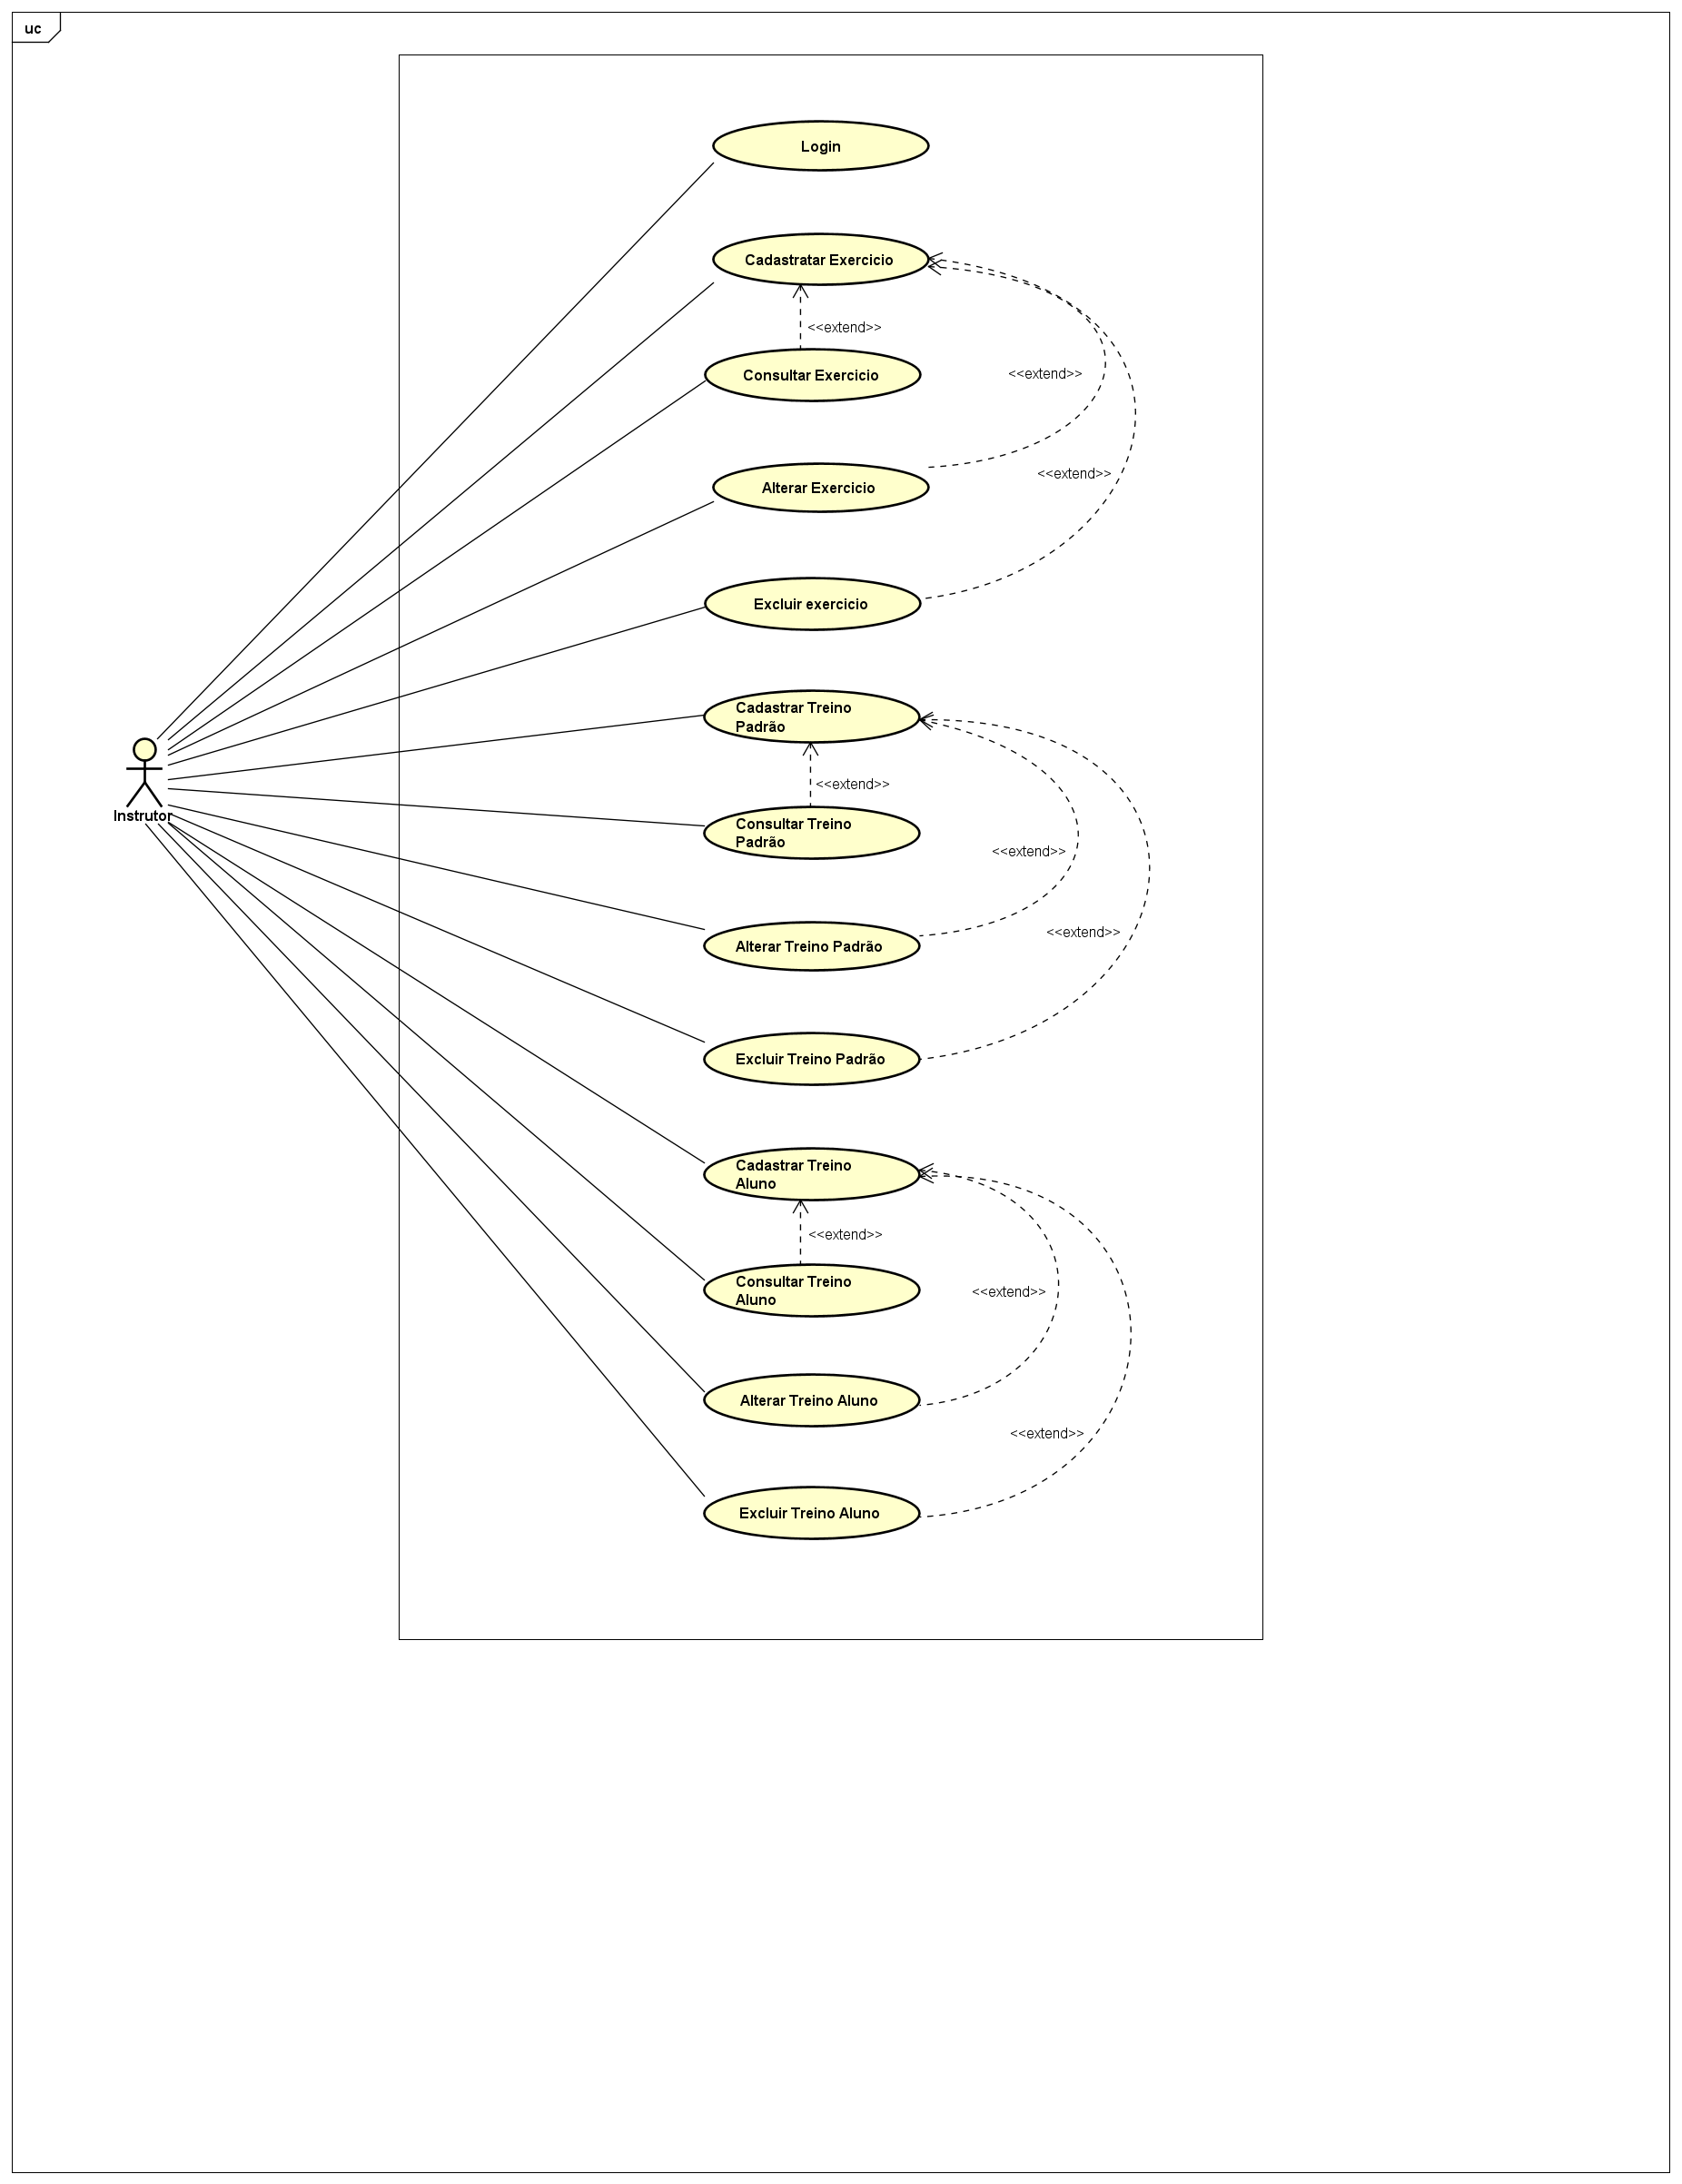 uc
Login
Cadastratar Exercicio
<<extend>>
Consultar Exercicio
<<extend>>
<<extend>>
Alterar Exercicio
Excluir exercicio
Cadastrar Treino
Padrão
<<extend>>
Instrutor
Consultar Treino
Padrão
<<extend>>
<<extend>>
Alterar Treino Padrão
Excluir Treino Padrão
Cadastrar Treino
Aluno
<<extend>>
Consultar Treino
Aluno
<<extend>>
Alterar Treino Aluno
<<extend>>
Excluir Treino Aluno